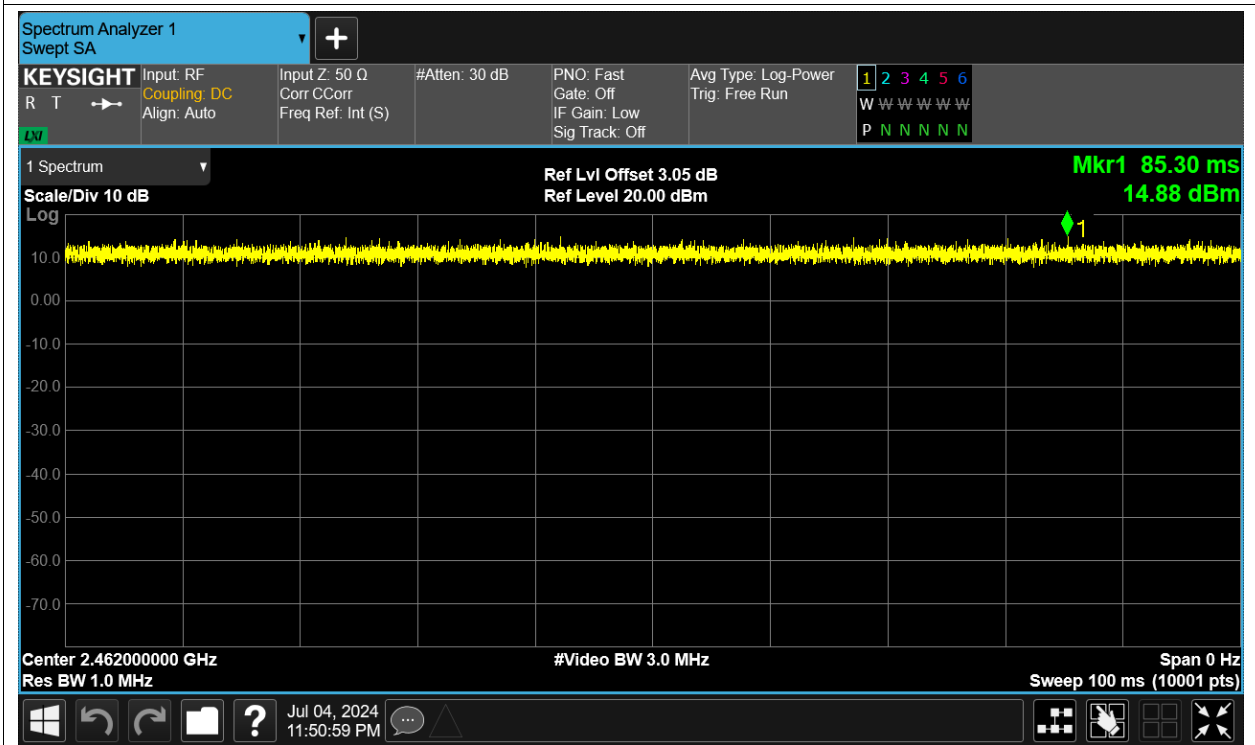 Spectrum Analyzer 1
Swept SA
KEYSIGHT
R T
LXI
Input: RF
Coupling: DC
Align: Auto
Input Z: 50 Ω
Corr CCorr
Freq Ref: Int (S)
#Atten: 30 dB
PNO: Fast
Gate: Off
IF Gain: Low
Sig Track: Off
Avg Type: Log-Power
Trig: Free Run
1 2 3 4 5 6
W W W W W W
P N N N N N
1 Spectrum
Scale/Div 10 dB
Ref Lvl Offset 3.05 dB
Ref Level 20.00 dBm
Mkr1 85.30 ms
14.88 dBm
Log
1
10.0
0.00
-10.0
-20.0
-30.0
-40.0
-50.0
-60.0
-70.0
Center 2.462000000 GHz
Res BW 1.0 MHz
#Video BW 3.0 MHz
Span 0 Hz
Sweep 100 ms (10001 pts)
?
Jul 04, 2024
11:50:59 PM